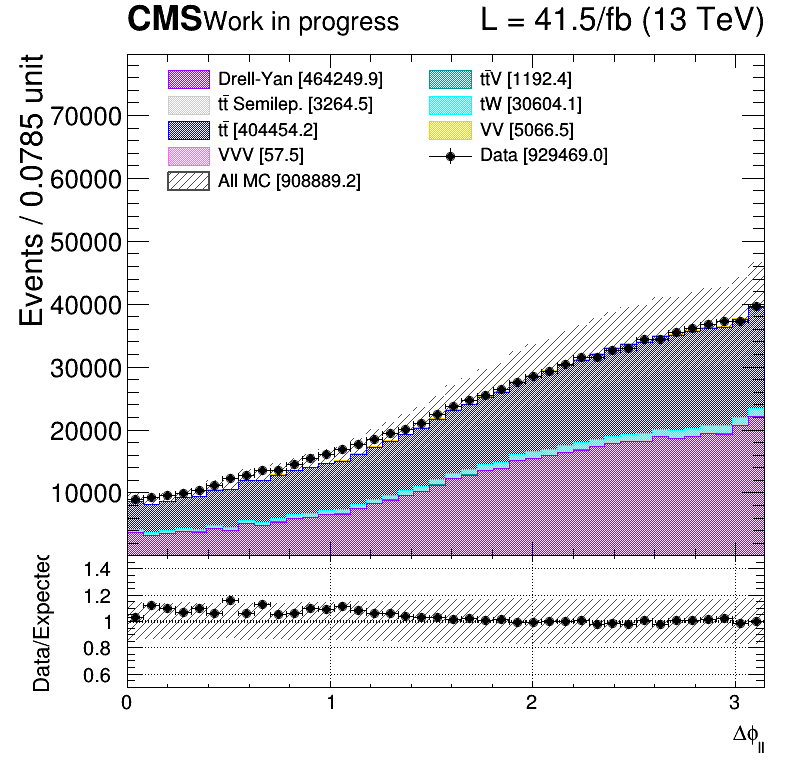 CMS Work in progress L = 41.5/fb (13 TeV)
Events / 0.0785 unit
Drell-Yan [464249.9]
tt̄ Semilep. [3264.5]
tt̄ [404454.2]
VVV [57.5]
All MC [908889.2]
tt̄V [1192.4]
tW [30604.1]
VV [5066.5]
Data [929469.0]
70000
60000
50000
40000
30000
20000
10000
Data/Expected
1.4
1.2
1
0.8
0.6
0 1 2 3
Δϕll